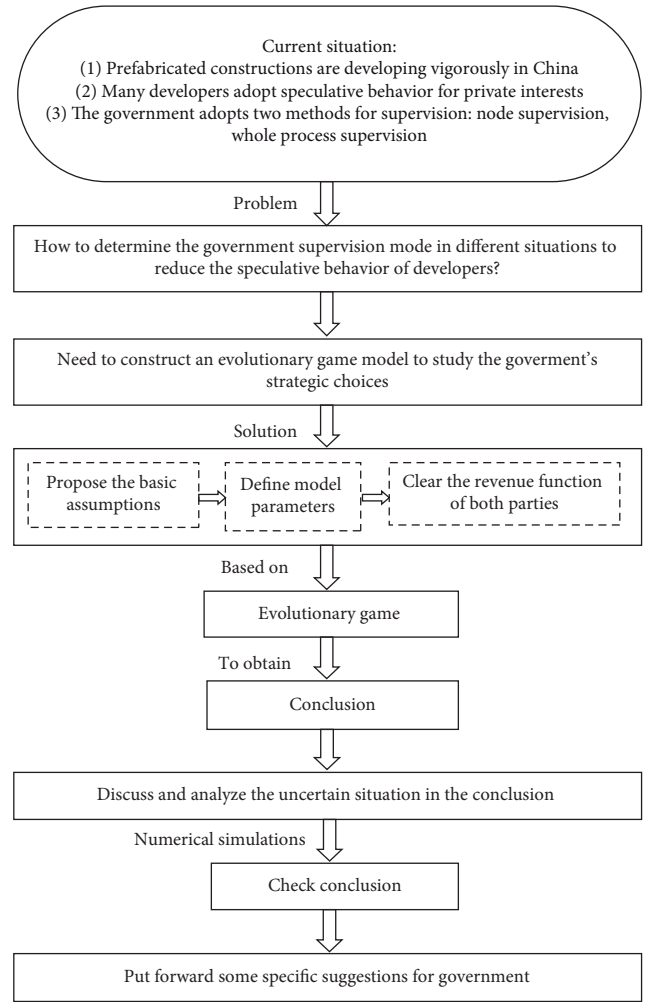 Current situation:
(1) Prefabricated constructions are developing vigorously in China
(2) Many developers adopt speculative behavior for private interests
(3) The government adopts two methods for supervision: node supervision,
whole process supervision
Problem
How to determine the government supervision mode in different situations to
reduce the speculative behavior of developers?
Need to construct an evolutionary game model to study the goverment's
strategic choices
Solution
Propose the basic
assumptions
Define model
parameters
Clear the revenue function
of both parties
Based on
Evolutionary game
To obtain
Conclusion
Discuss and analyze the uncertain situation in the conclusion
Numerical simulations
Check conclusion
Put forward some specific suggestions for government